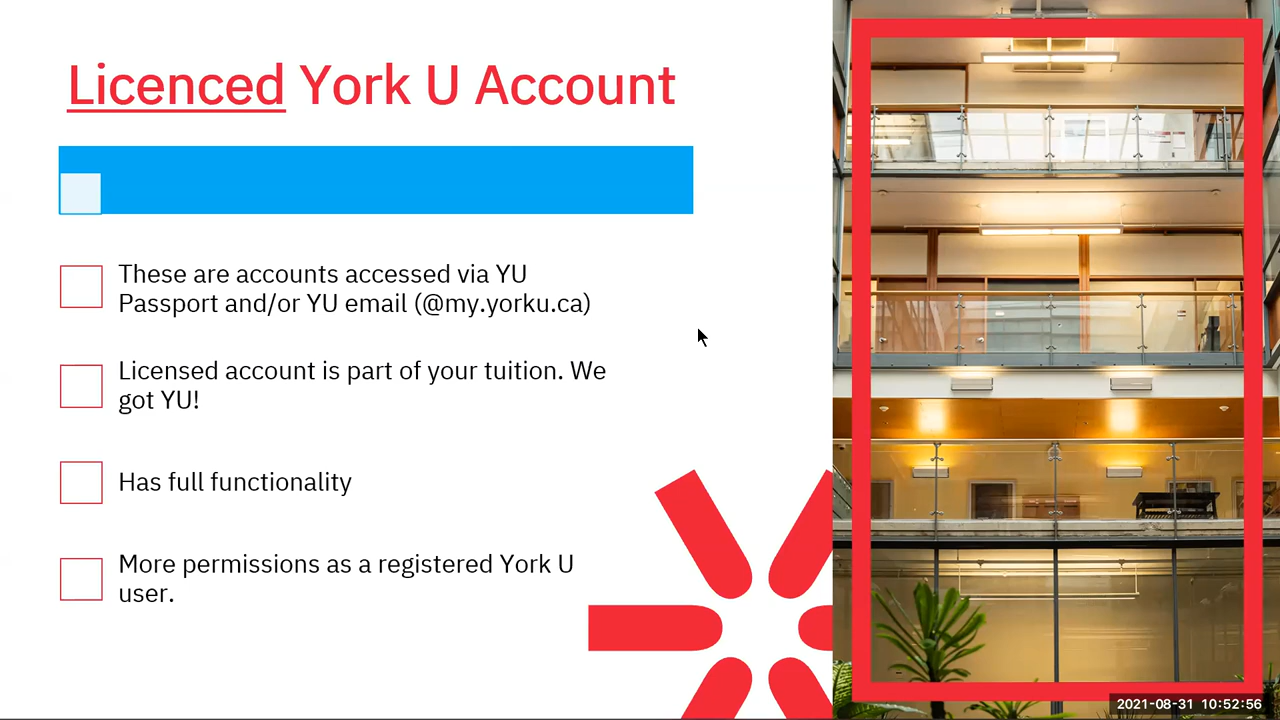 Licenced York U Account
These are accounts accessed via YU
Passport and/or YU email (@my.yorku.ca)
Licensed account is part of your tuition. We
got YU!
Has full functionality
More permissions as a registered York U
user.
2021-08-31 10:52:56